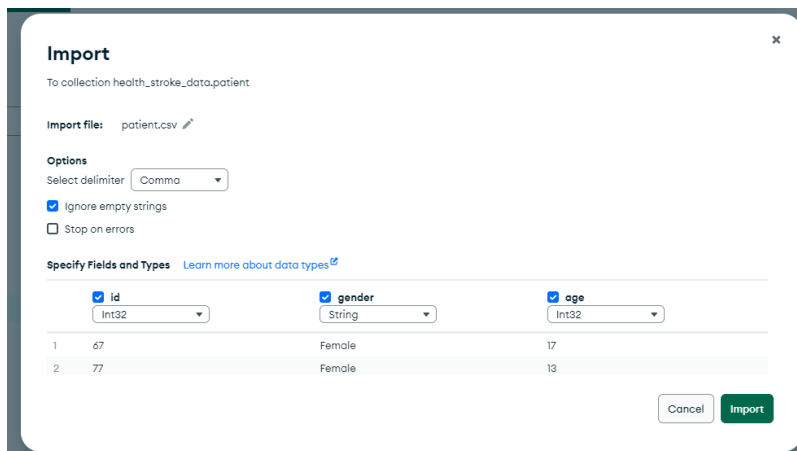 Import
To collection health_stroke_data.patient
Import file: patient.csv
Options
Select delimiter Comma
Ignore empty strings
Stop on errors
Specify Fields and Types Learn more about data types
id gender age
Int32 String Int32
1 67 Female 17
2 77 Female 13
Cancel Import